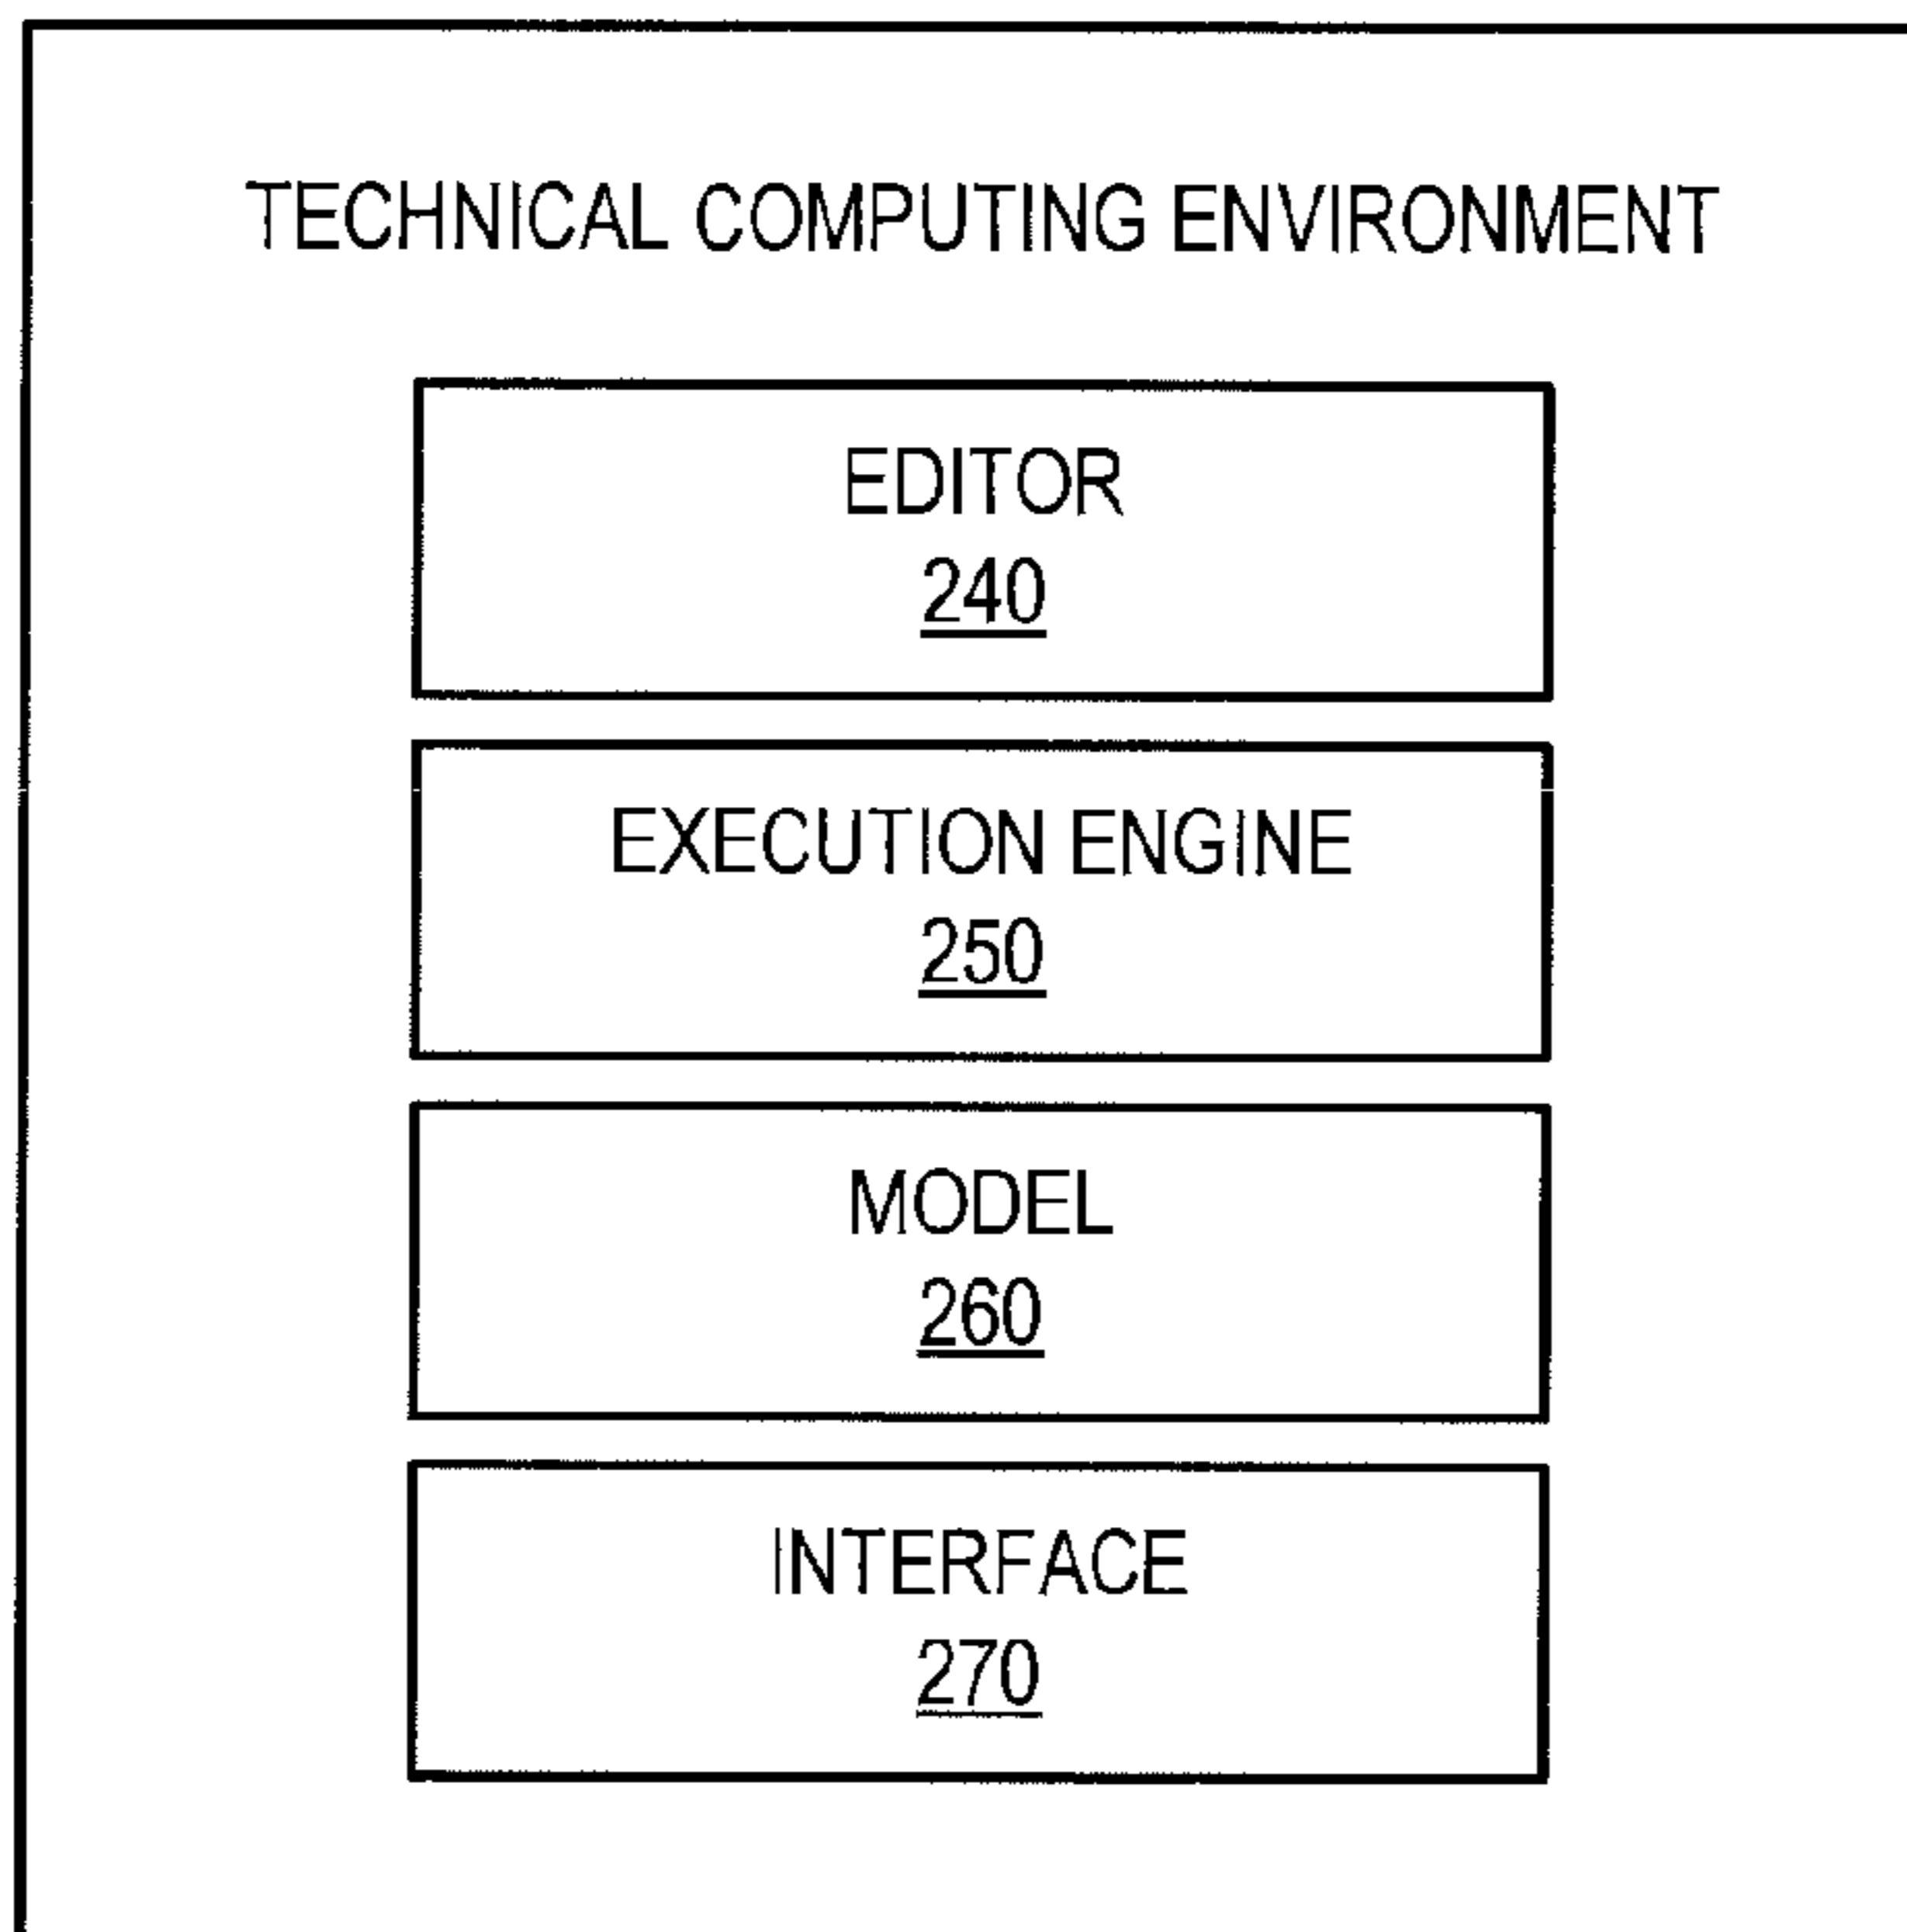 TECHNICAL COMPUTING ENVIRONMENT
EDITOR
240
EXECUTION ENGINE
250
MODEL
260
INTERFACE
270